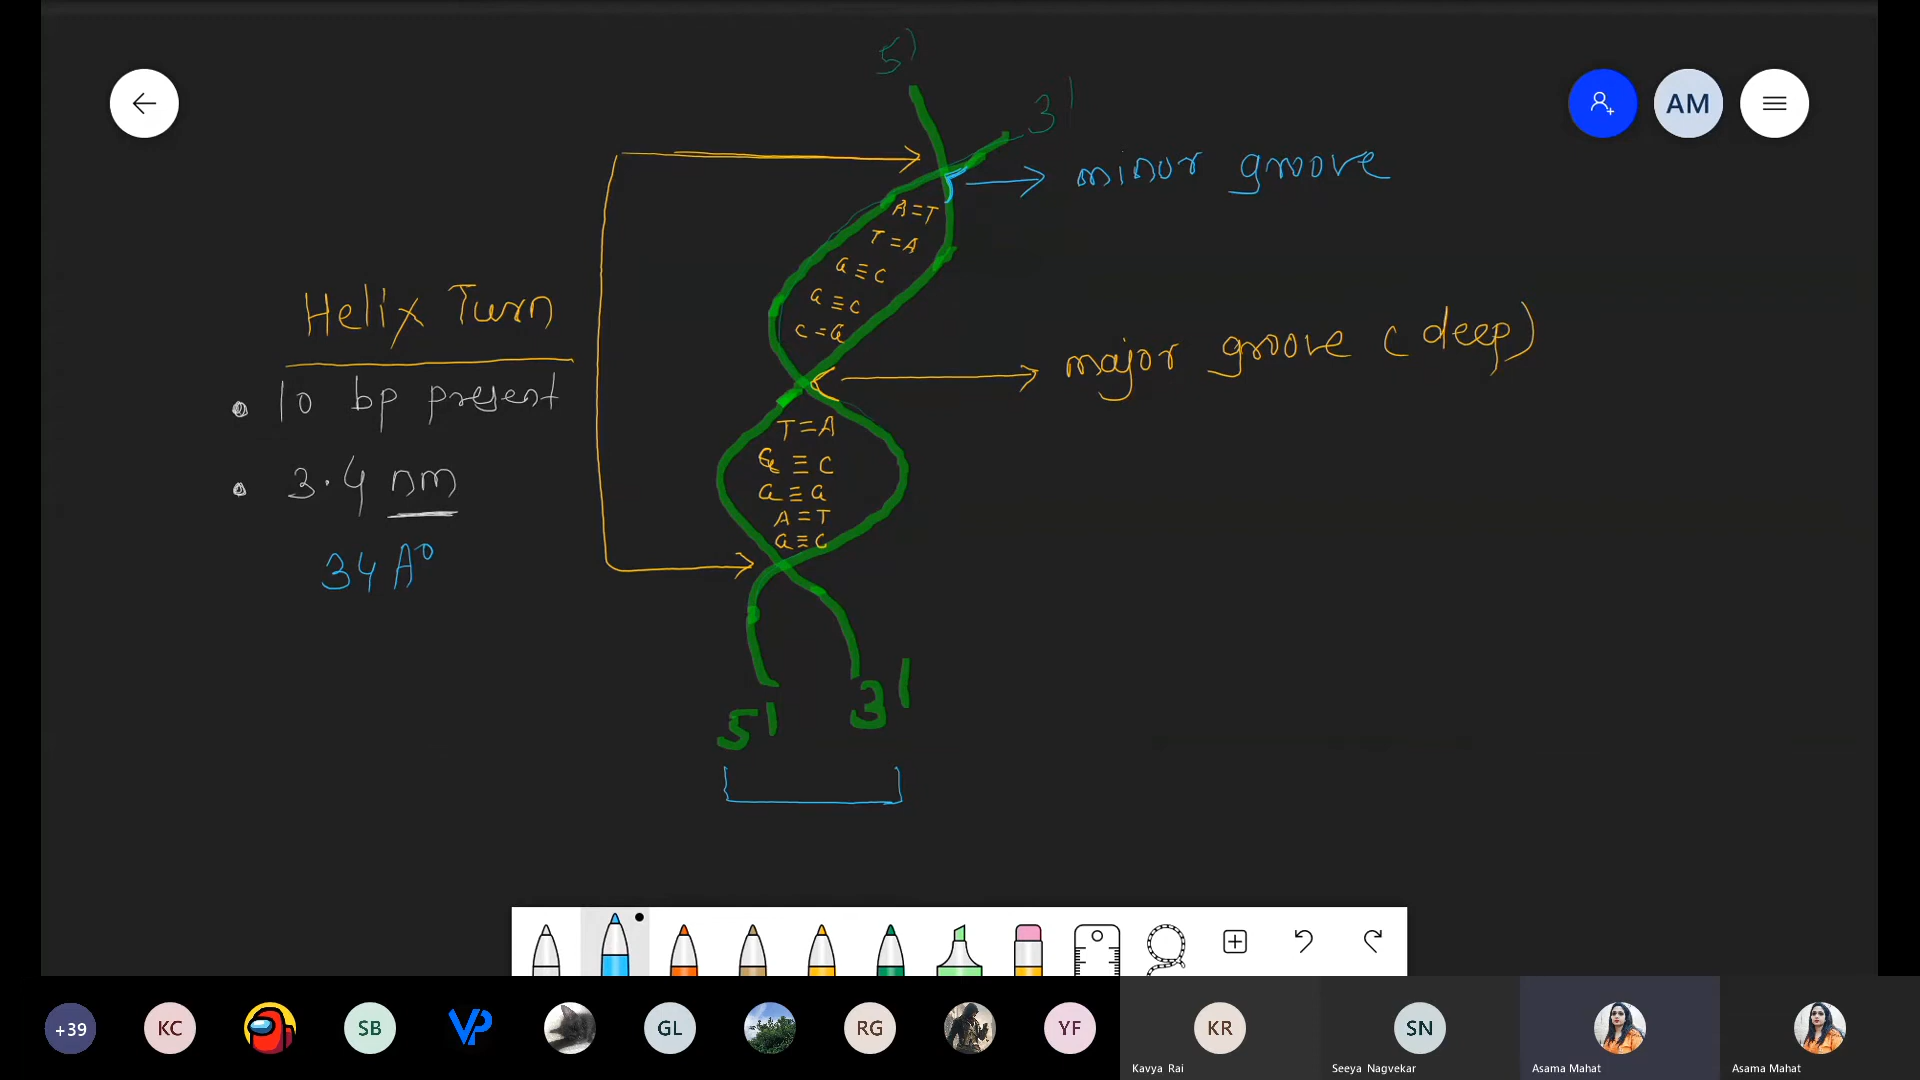 5'
3'
AM
minor groove
A=T
T=A
G≡C
G≡C
C=G
Helix Turn
major groove (deep)
10 bp present
T=A
G≡C
3.4 nm
G≡G
A=T
G≡C
34 A°
5' 3'
+39 KC SB VP GL RG YF KR SN
Kavya Rai Seeya Nagvekar Asama Mahat Asama Mahat